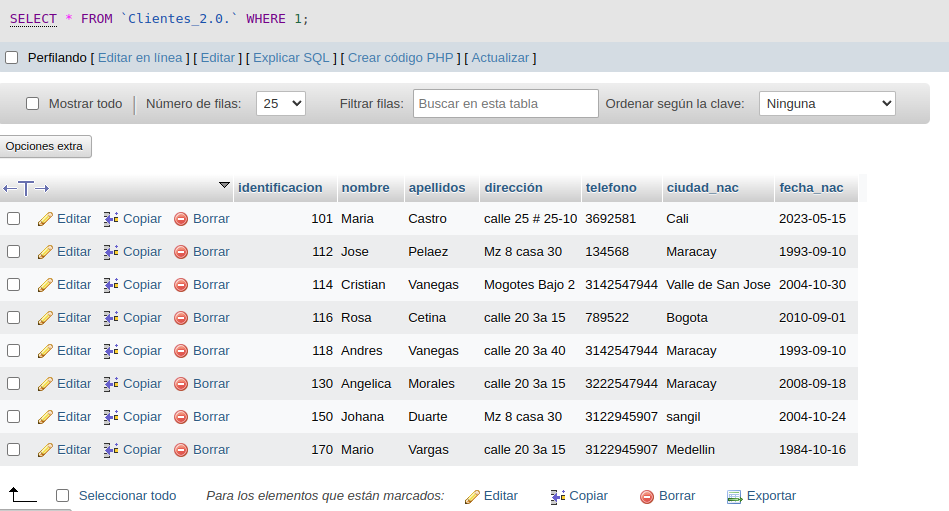 SELECT * FROM `Clientes_2.0.` WHERE 1;
Perfilando [ Editar en línea ] [ Editar ] [ Explicar SQL ] [ Crear código PHP ] [ Actualizar ]
Mostrar todo Número de filas: 25 Filtrar filas: Buscar en esta tabla Ordenar según la clave: Ninguna
Opciones extra
identificacion nombre apellidos dirección telefono ciudad_nac fecha_nac
Editar Copiar Borrar 101 Maria Castro calle 25 # 25-10 3692581 Cali 2023-05-15
Editar Copiar Borrar 112 Jose Pelaez Mz 8 casa 30 134568 Maracay 1993-09-10
Editar Copiar Borrar 114 Cristian Vanegas Mogotes Bajo 2 3142547944 Valle de San Jose 2004-10-30
Editar Copiar Borrar 116 Rosa Cetina calle 20 3a 15 789522 Bogota 2010-09-01
Editar Copiar Borrar 118 Andres Vanegas calle 20 3a 40 3142547944 Maracay 1993-09-10
Editar Copiar Borrar 130 Angelica Morales calle 20 3a 15 3222547944 Maracay 2008-09-18
Editar Copiar Borrar 150 Johana Duarte Mz 8 casa 30 3122945907 sangil 2004-10-24
Editar Copiar Borrar 170 Mario Vargas calle 20 3a 15 3122945907 Medellin 1984-10-16
Seleccionar todo Para los elementos que están marcados: Editar Copiar Borrar Exportar